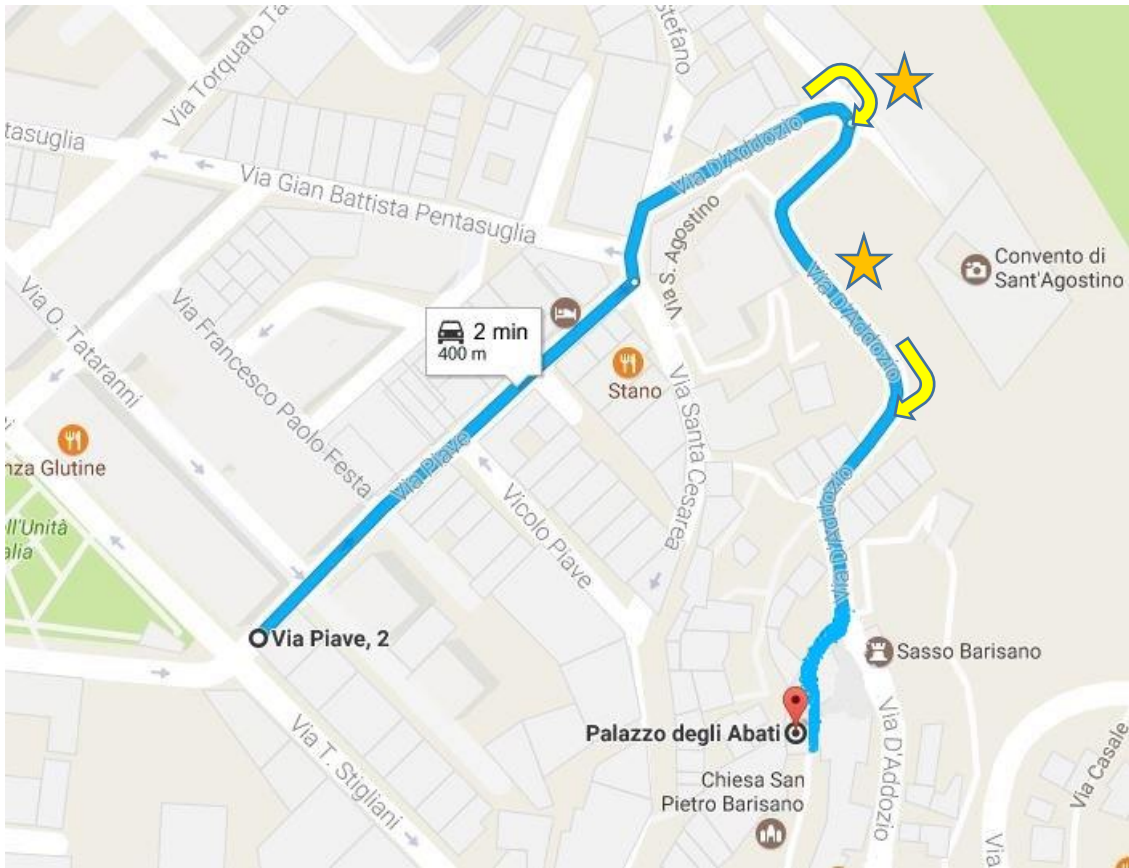 Via Torquato Ta
Stefano
tasuglia
Via Gian Battista Pentasuglia
Via D'Addozio
Via S. Agostino
Convento di
Sant'Agostino
Via D'Addozio
Via O. Tataranni
Via Francesco Paolo Festa
2 min
400 m
Stano
Via Santa Cesarea
nza Glutine
Via Piave
Vicolo Piave
ll'Unità
alia
Via D'Addozio
Via Piave, 2
Sasso Barisano
Palazzo degli Abati
Via T. Stigliani
Via D'Addozio
Chiesa San
Pietro Barisano
Via Casale
Via